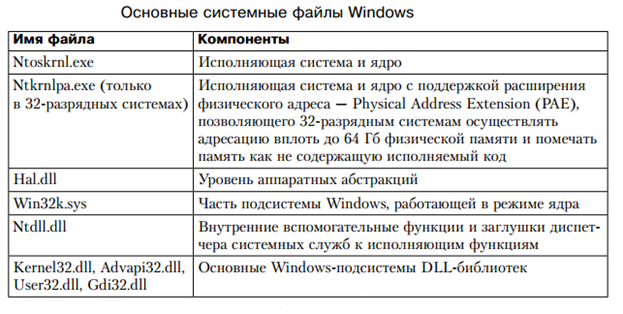 Основные системные файлы Windows
Имя файла Компоненты
Ntoskrnl.exe Исполняющая система и ядро
Ntkrnlpa.exe (только Исполняющая система и ядро с поддержкой расширения
в 32-разрядных системах) физического адреса — Physical Address Extension (PAE),
позволяющего 32-разрядным системам осуществлять
адресацию вплоть до 64 Гб физической памяти и помечать
память как не содержащую исполняемый код
Hal.dll Уровень аппаратных абстракций
Win32k.sys Часть подсистемы Windows, работающей в режиме ядра
Ntdll.dll Внутренние вспомогательные функции и заглушки диспет-
чера системных служб к исполняющим функциям
Kernel32.dll, Advapi32.dll, Основные Windows-подсистемы DLL-библиотек
User32.dll, Gdi32.dll